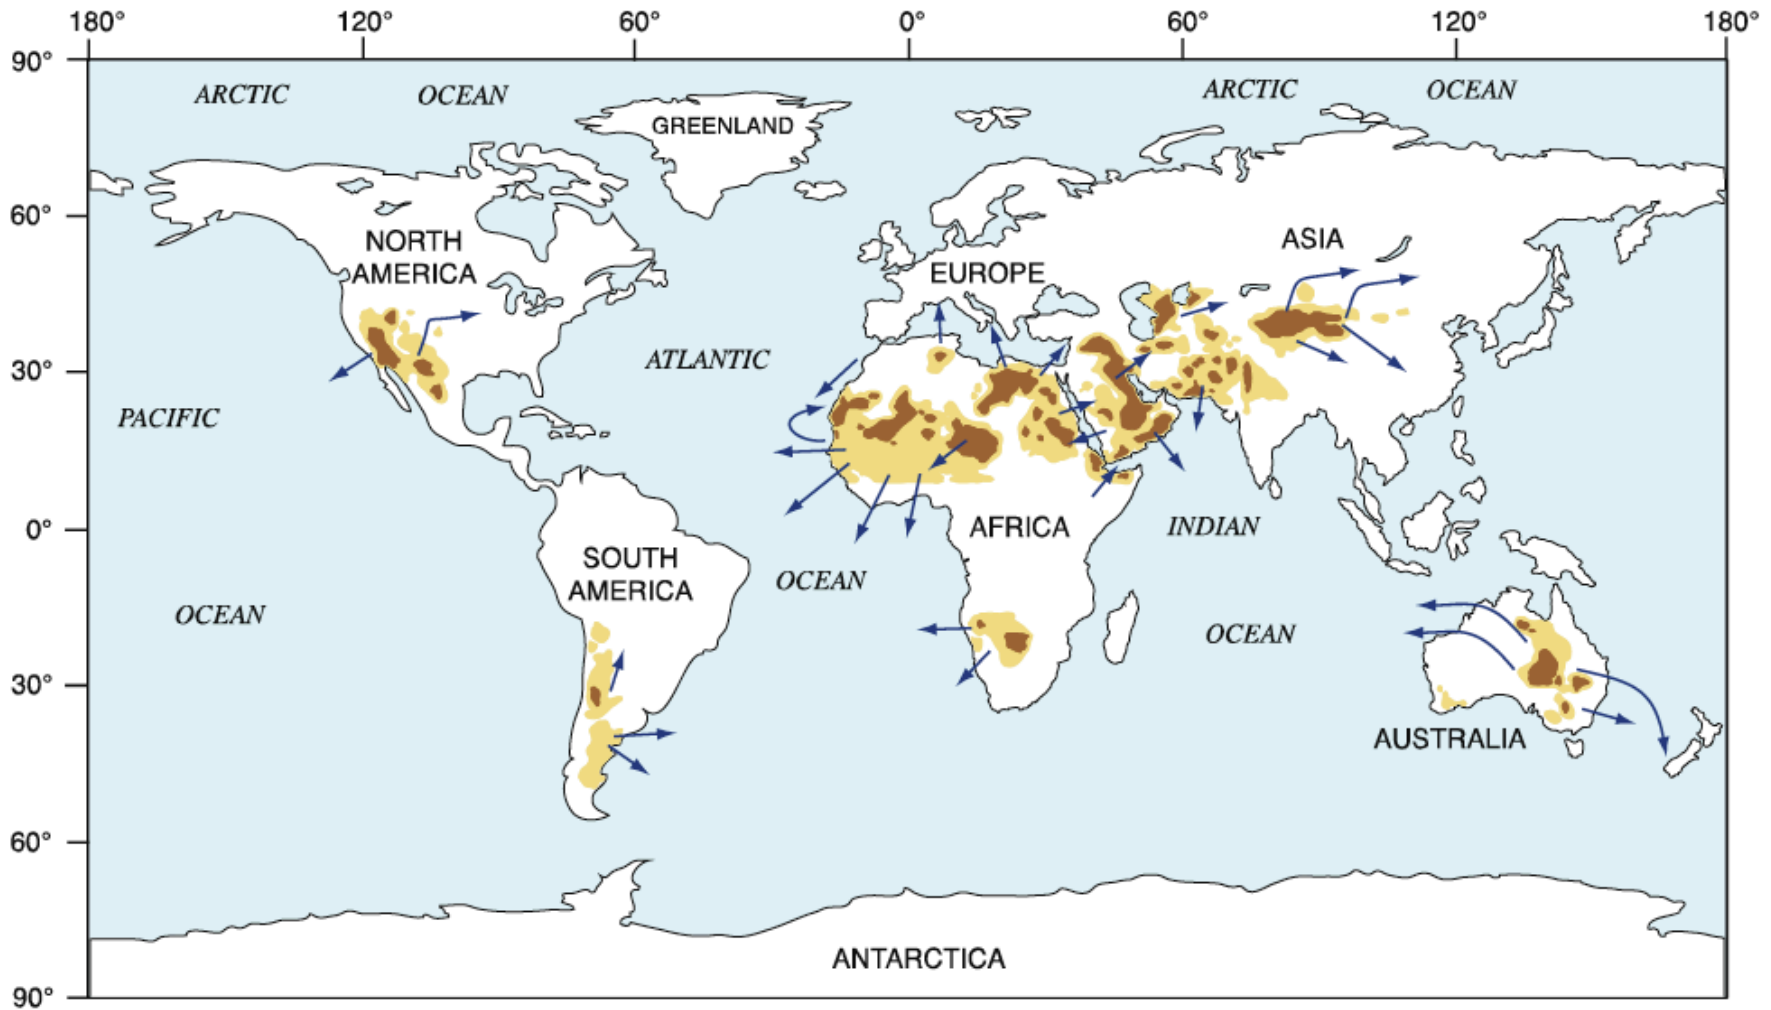 180° 120° 60° 0° 60° 120° 180°
90°
ARCTIC OCEAN ARCTIC OCEAN
GREENLAND
60°
NORTH
AMERICA
EUROPE
ASIA
30°
ATLANTIC
PACIFIC
0°
AFRICA
INDIAN
SOUTH
AMERICA
OCEAN
OCEAN
OCEAN
30°
AUSTRALIA
60°
ANTARCTICA
90°